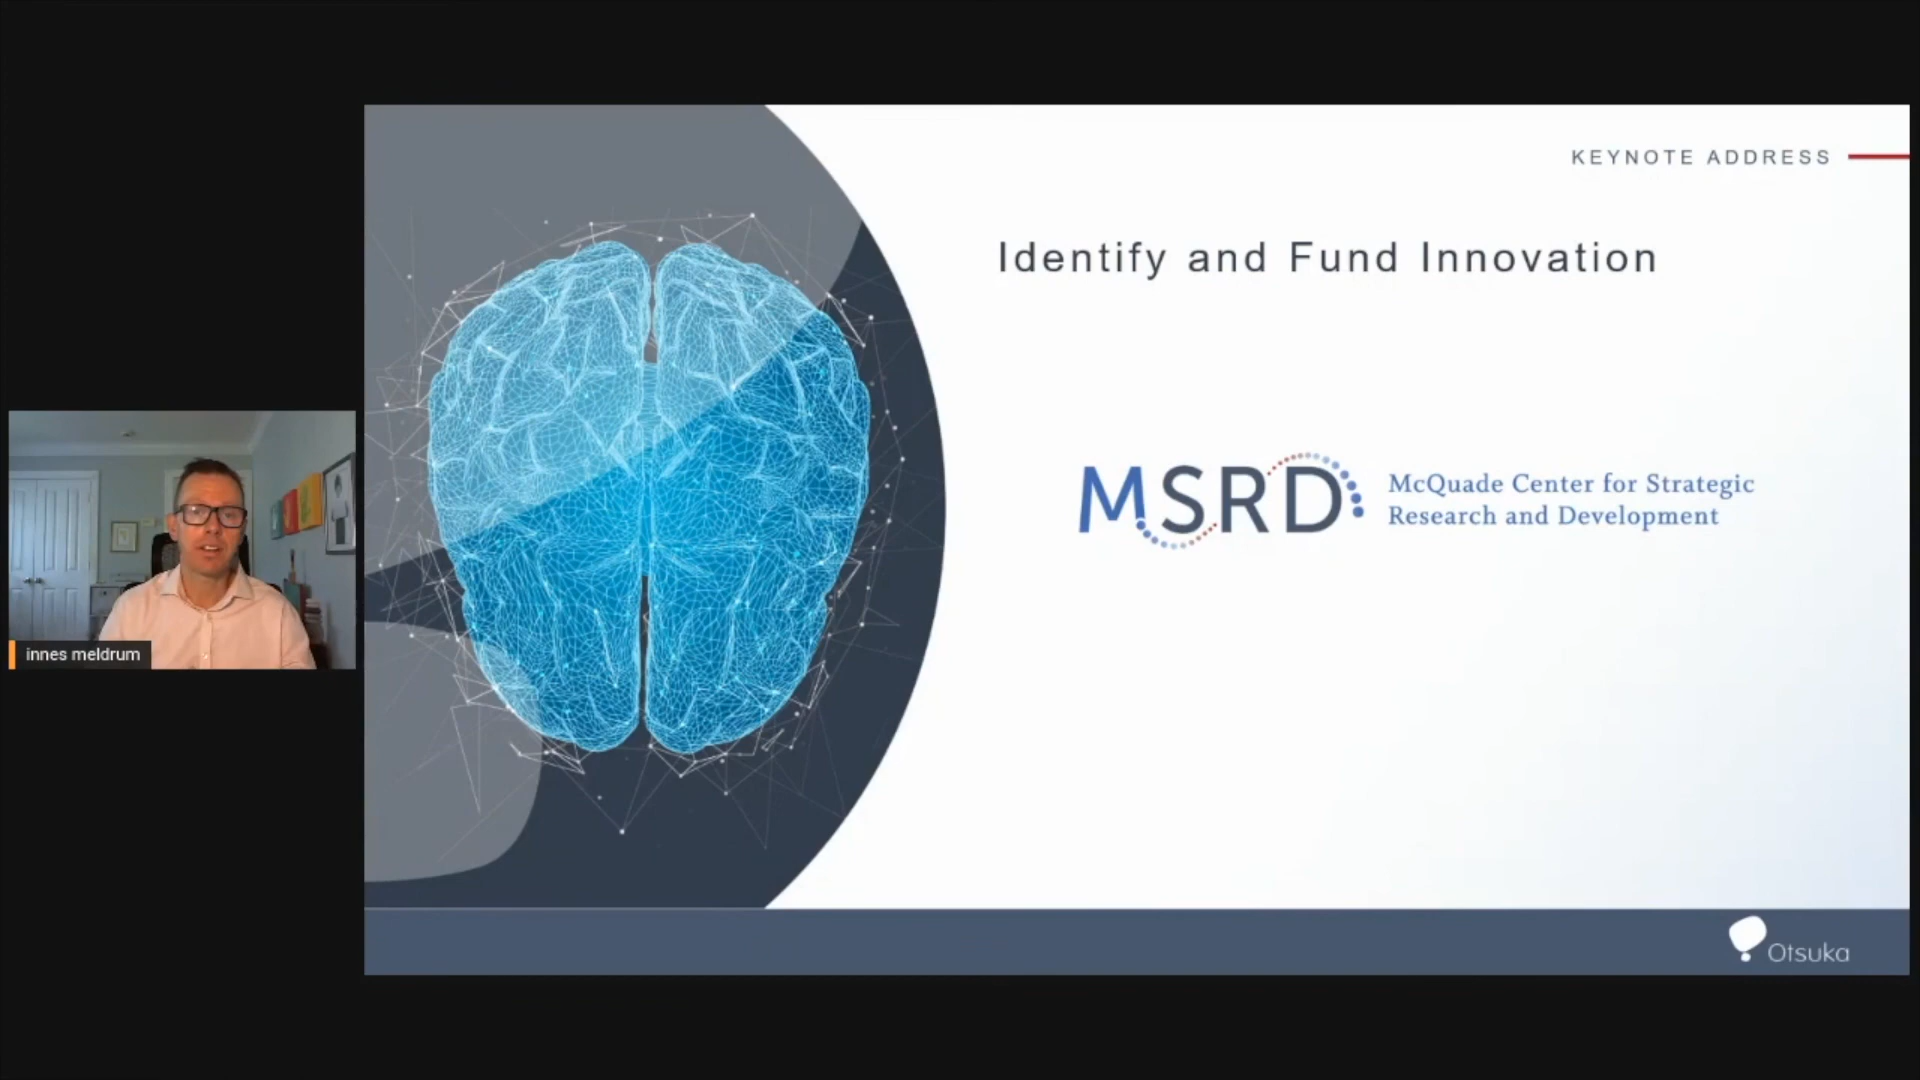 KEYNOTE ADDRESS
Identify and Fund Innovation
MSRD
McQuade Center for Strategic
Research and Development
innes meldrum
Otsuka